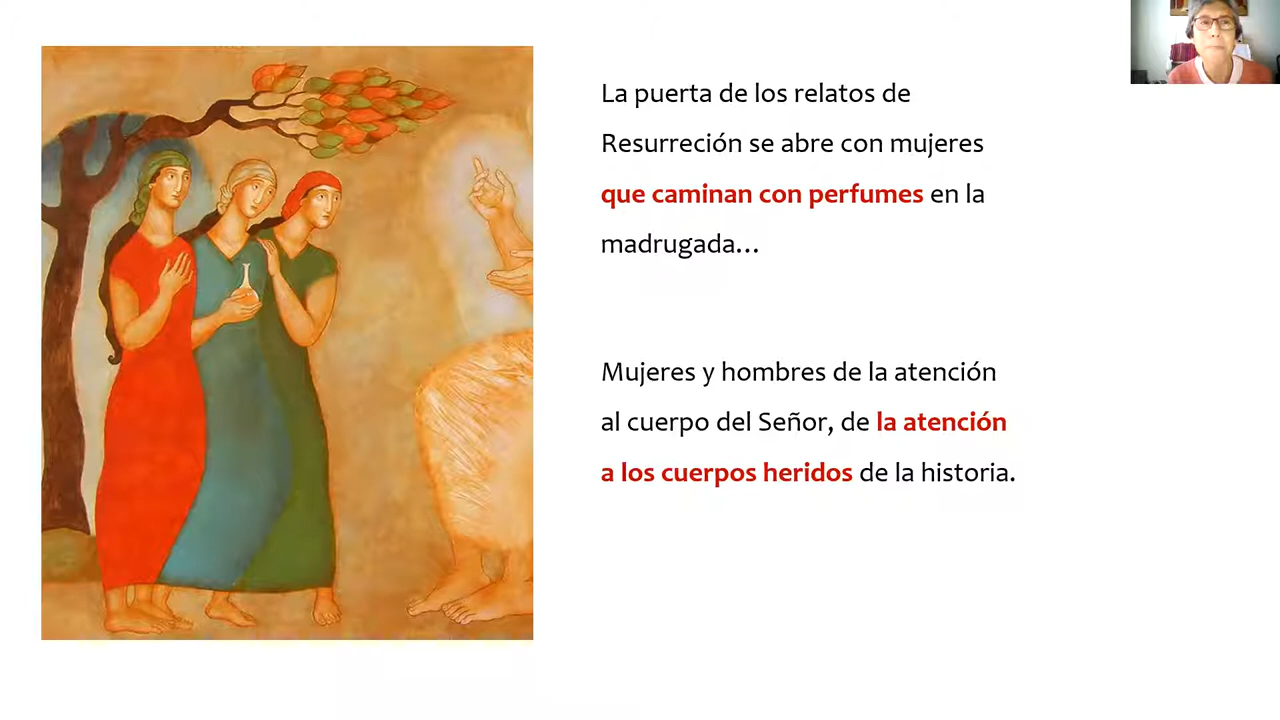 La puerta de los relatos de
Resurreción se abre con mujeres
que caminan con perfumes en la
madrugada…
Mujeres y hombres de la atención
al cuerpo del Señor, de la atención
a los cuerpos heridos de la historia.